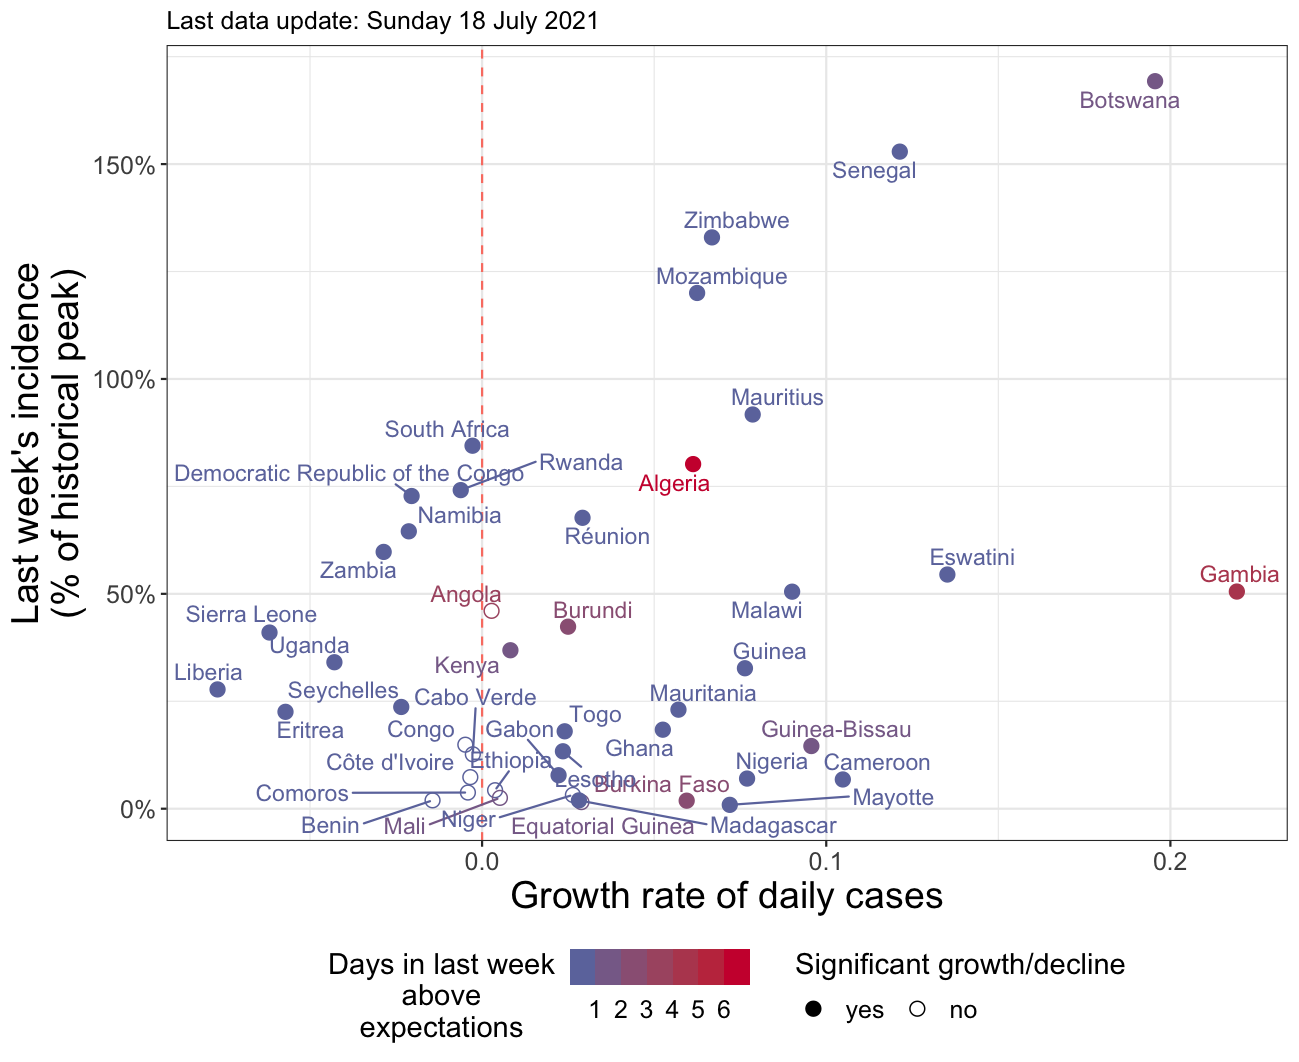 Last data update: Sunday 18 July 2021
Last week's incidence
(% of historical peak)
150%
100%
50%
0%
Botswana
Senegal
Zimbabwe
Mozambique
Mauritius
South Africa
Rwanda
Democratic Republic of the Congo
Algeria
Namibia
Réunion
Zambia
Eswatini
Gambia
Angola
Burundi
Malawi
Sierra Leone
Uganda
Kenya
Guinea
Liberia
Seychelles
Cabo Verde
Mauritania
Eritrea
Congo
Gabon
Togo
Ghana
Guinea-Bissau
Côte d'Ivoire
Ethiopia
Lesotho
Nigeria
Cameroon
Comoros
Burkina Faso
Mayotte
Benin
Mali
Niger
Equatorial Guinea
Madagascar
0.0
0.1
0.2
Growth rate of daily cases
Days in last week
above
expectations
1 2 3 4 5 6
Significant growth/decline
yes
no